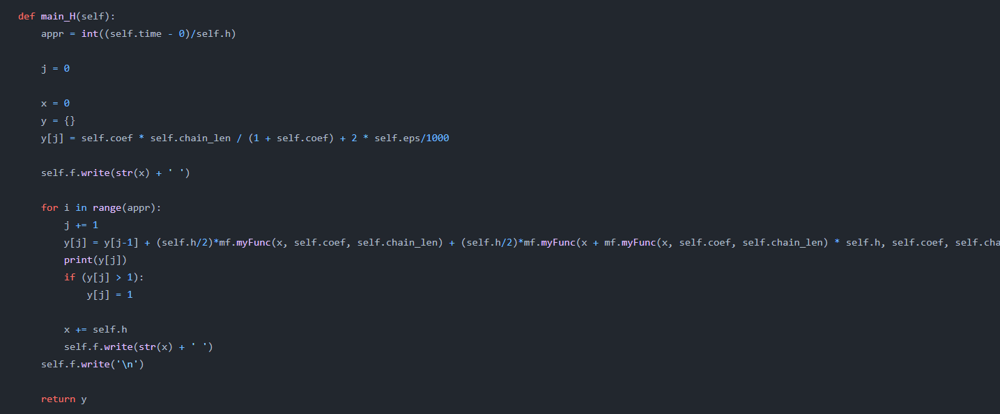 def main_H(self):
    appr = int((self.time - 0)/self.h)
    j = 0
    x = 0
    y = {}
    y[j] = self.coef * self.chain_len / (1 + self.coef) + 2 * self.eps/1000
    self.f.write(str(x) + ' ')
    for i in range(appr):
        j += 1
        y[j] = y[j-1] + (self.h/2)*mf.myFunc(x, self.coef, self.chain_len) + (self.h/2)*mf.myFunc(x + mf.myFunc(x, self.coef, self.chain_len) * self.h, self.coef, self.cha
        print(y[j])
        if (y[j] > 1):
            y[j] = 1
        x += self.h
        self.f.write(str(x) + ' ')
    self.f.write('\n')
    return y